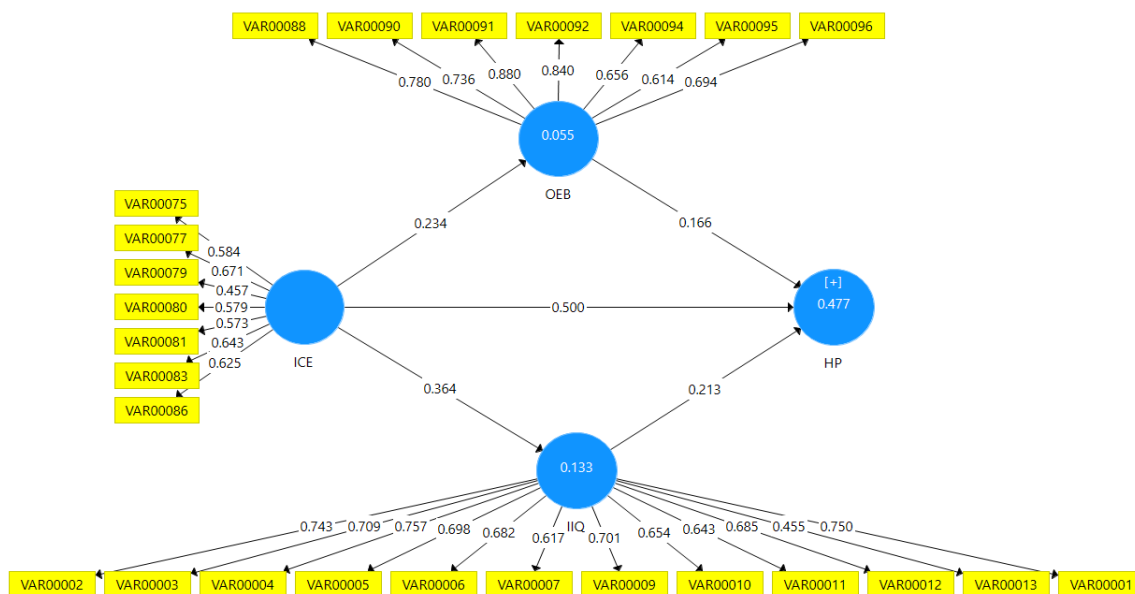 VAR00088 VAR00090 VAR00091 VAR00092 VAR00094 VAR00095 VAR00096
0.780 0.736 0.880 0.840 0.656 0.614 0.694
0.055
OEB
VAR00075
VAR00077
VAR00079
VAR00080
VAR00081
VAR00083
VAR00086
0.584
0.671
0.457
0.579
0.573
0.643
0.625
ICE
0.234
0.166
0.500
[+]
0.477
HP
0.364
0.213
0.133
IIQ
0.743 0.709 0.757 0.698 0.682 0.617 0.701 0.654 0.643 0.685 0.455 0.750
VAR00002 VAR00003 VAR00004 VAR00005 VAR00006 VAR00007 VAR00009 VAR00010 VAR00011 VAR00012 VAR00013 VAR00001